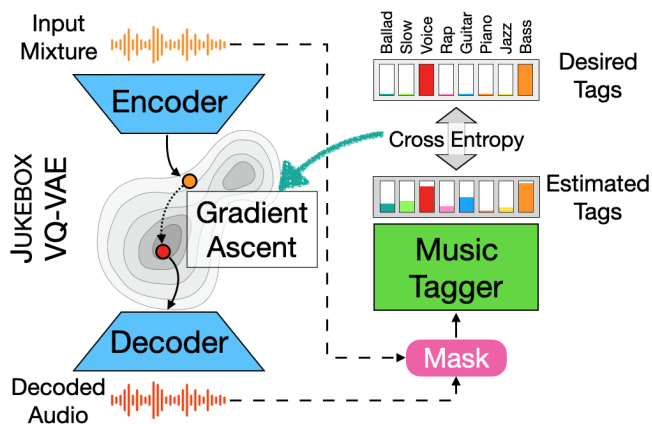 Input
Mixture
Encoder
JUKEBOX
VQ-VAE
Gradient
Ascent
Decoder
Decoded
Audio
Ballad
Slow
Voice
Rap
Guitar
Piano
Jazz
Bass
Desired
Tags
Cross Entropy
Estimated
Tags
Music
Tagger
Mask